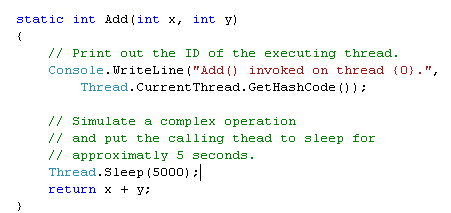 static int Add(int x, int y)
{
    // Print out the ID of the executing thread.
    Console.WriteLine("Add() invoked on thread {0}.",
        Thread.CurrentThread.GetHashCode());

    // Simulate a complex operation
    // and put the calling thead to sleep for
    // approximatly 5 seconds.
    Thread.Sleep(5000);
    return x + y;
}